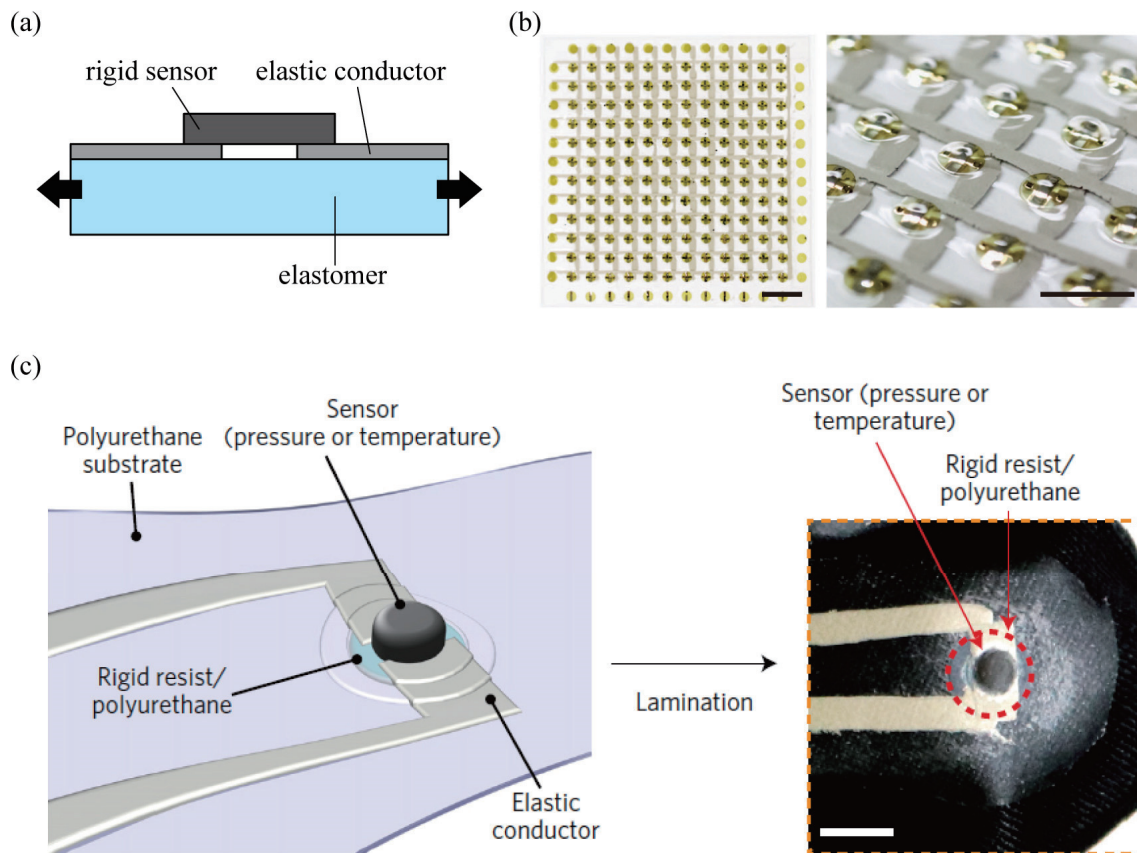 (a)
rigid sensor
elastic conductor
elastomer
(b)
(c)
Sensor
(pressure or temperature)
Polyurethane
substrate
Rigid resist/
polyurethane
Elastic
conductor
Lamination
Sensor (pressure or
temperature)
Rigid resist/
polyurethane